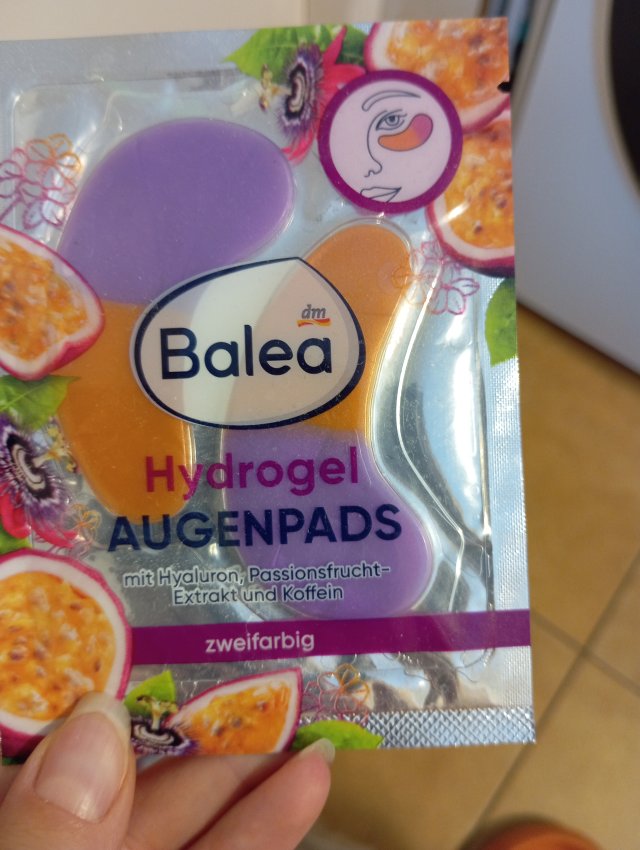 dm
Balea
Hydrogel
AUGENPADS
mit Hyaluron, Passionsfrucht-
Extrakt und Koffein
zweifarbig